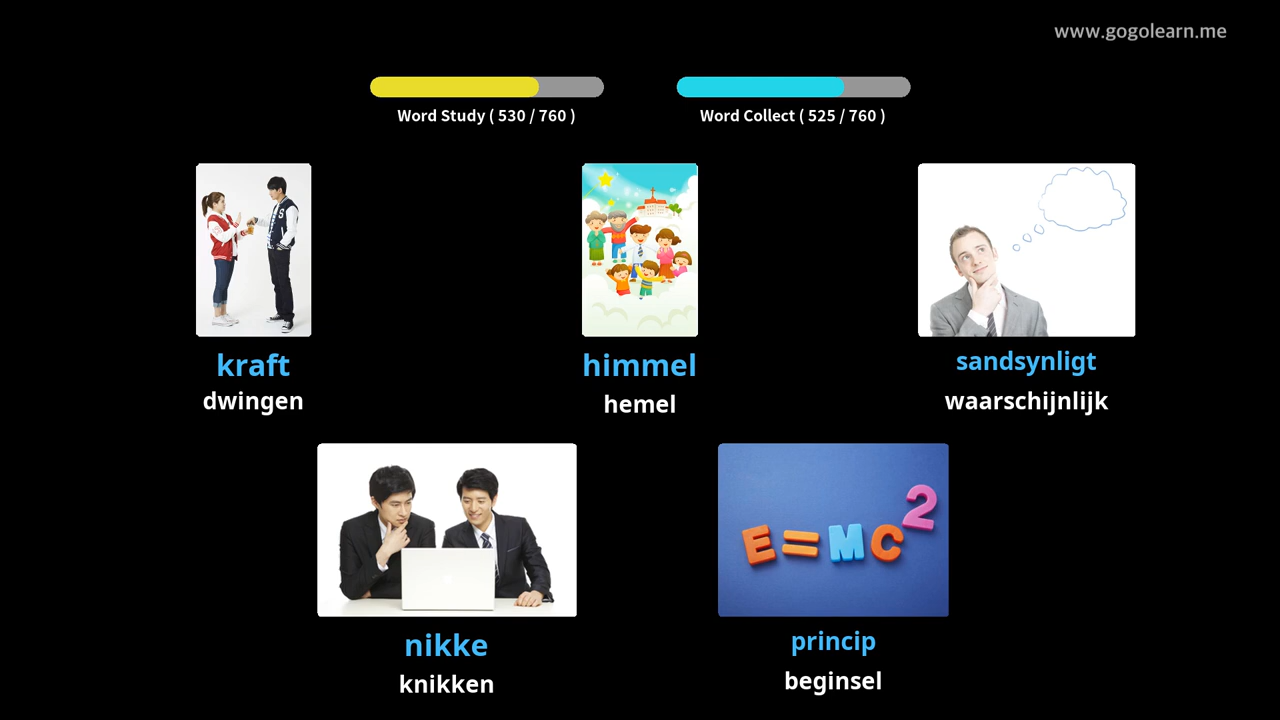 www.gogolearn.me
Word Study ( 530 / 760 )
Word Collect ( 525 / 760 )
S
kraft
dwingen
himmel
hemel
sandsynligt
waarschijnlijk
E=MC2
nikke
knikken
princip
beginsel